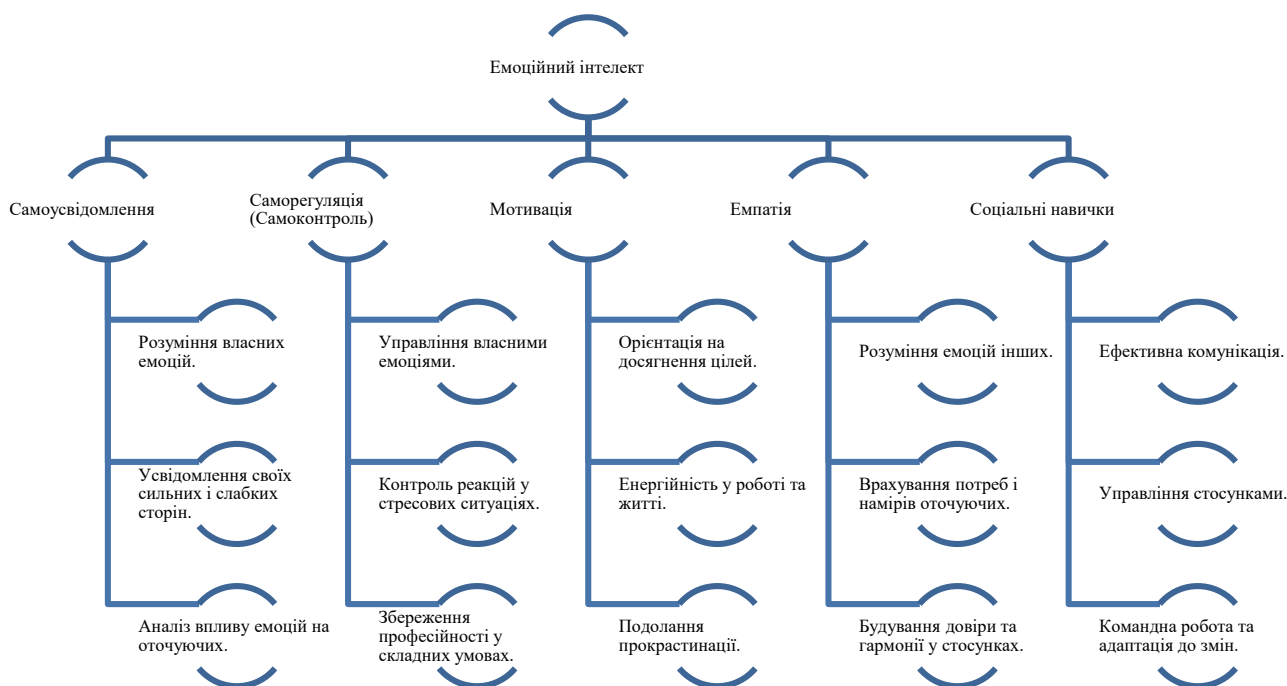 Емоційний інтелект
Самоусвідомлення
Саморегуляція
(Самоконтроль)
Мотивація
Емпатія
Соціальні навички
Розуміння власних
емоцій.
Управління власними
емоціями.
Орієнтація на
досягнення цілей.
Розуміння емоцій інших.
Ефективна комунікація.
Усвідомлення своїх
сильних і слабких
сторін.
Контроль реакцій у
стресових ситуаціях.
Енергійність у роботі та
житті.
Врахування потреб і
намірів оточуючих.
Управління стосунками.
Аналіз впливу емоцій на
оточуючих.
Збереження
професійності у
складних умовах.
Подолання
прокрастинації.
Будування довіри та
гармонії у стосунках.
Командна робота та
адаптація до змін.